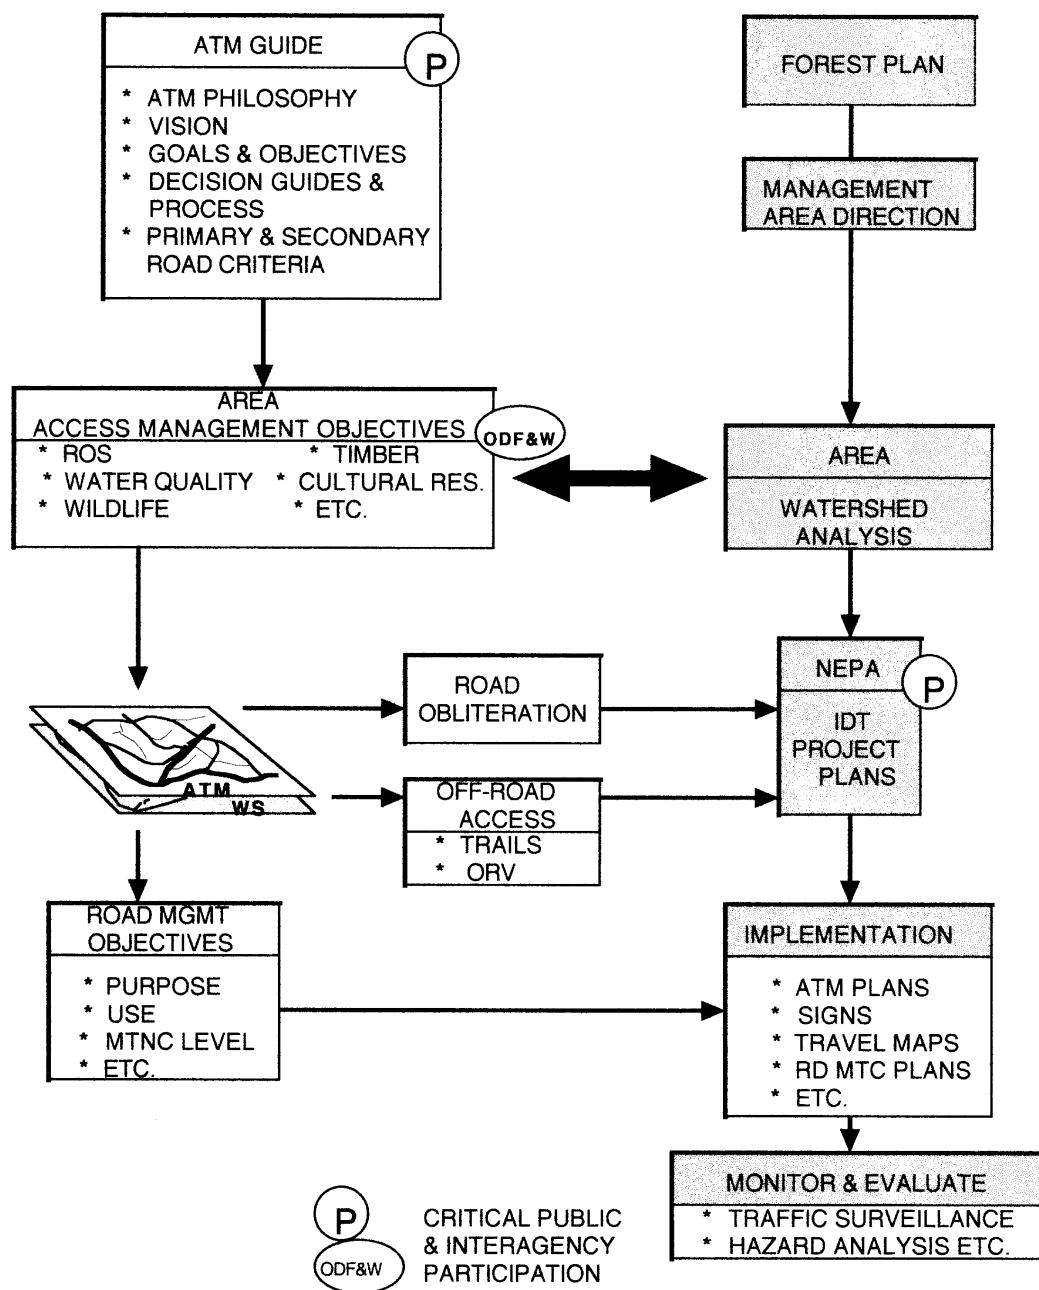 ATM GUIDE
P
* ATM PHILOSOPHY
* VISION
* GOALS & OBJECTIVES
* DECISION GUIDES &
PROCESS
* PRIMARY & SECONDARY
ROAD CRITERIA
FOREST PLAN
MANAGEMENT
AREA DIRECTION
AREA
ACCESS MANAGEMENT OBJECTIVES
ODF&W
* ROS * TIMBER
* WATER QUALITY * CULTURAL RES.
* WILDLIFE * ETC.
AREA
WATERSHED
ANALYSIS
ROAD
OBLITERATION
NEPA
P
IDT
PROJECT
PLANS
ATM
WS
OFF-ROAD
ACCESS
* TRAILS
* ORV
ROAD MGMT
OBJECTIVES
* PURPOSE
* USE
* MTNC LEVEL
* ETC.
IMPLEMENTATION
* ATM PLANS
* SIGNS
* TRAVEL MAPS
* RD MTC PLANS
* ETC.
MONITOR & EVALUATE
* TRAFFIC SURVEILLANCE
* HAZARD ANALYSIS ETC.
P
ODF&W
CRITICAL PUBLIC
& INTERAGENCY
PARTICIPATION